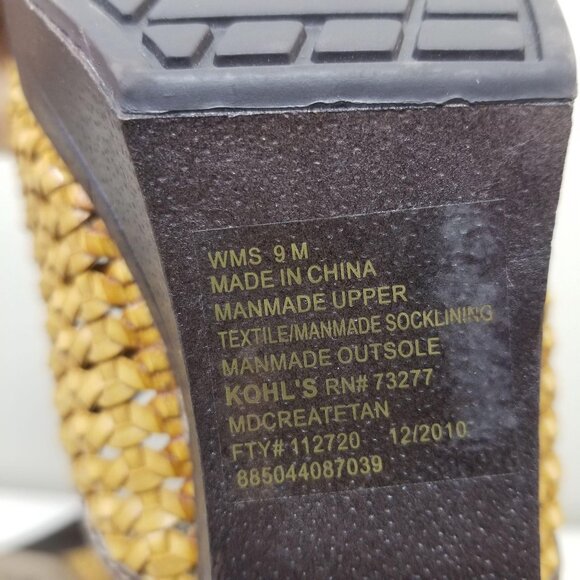 WMS 9 M
MADE IN CHINA
MANMADE UPPER
TEXTILE/MANMADE SOCKLINING
MANMADE OUTSOLE
KOHL'S RN# 73277
MDCREATETAN
FTY# 112720 12/2010
885044087039